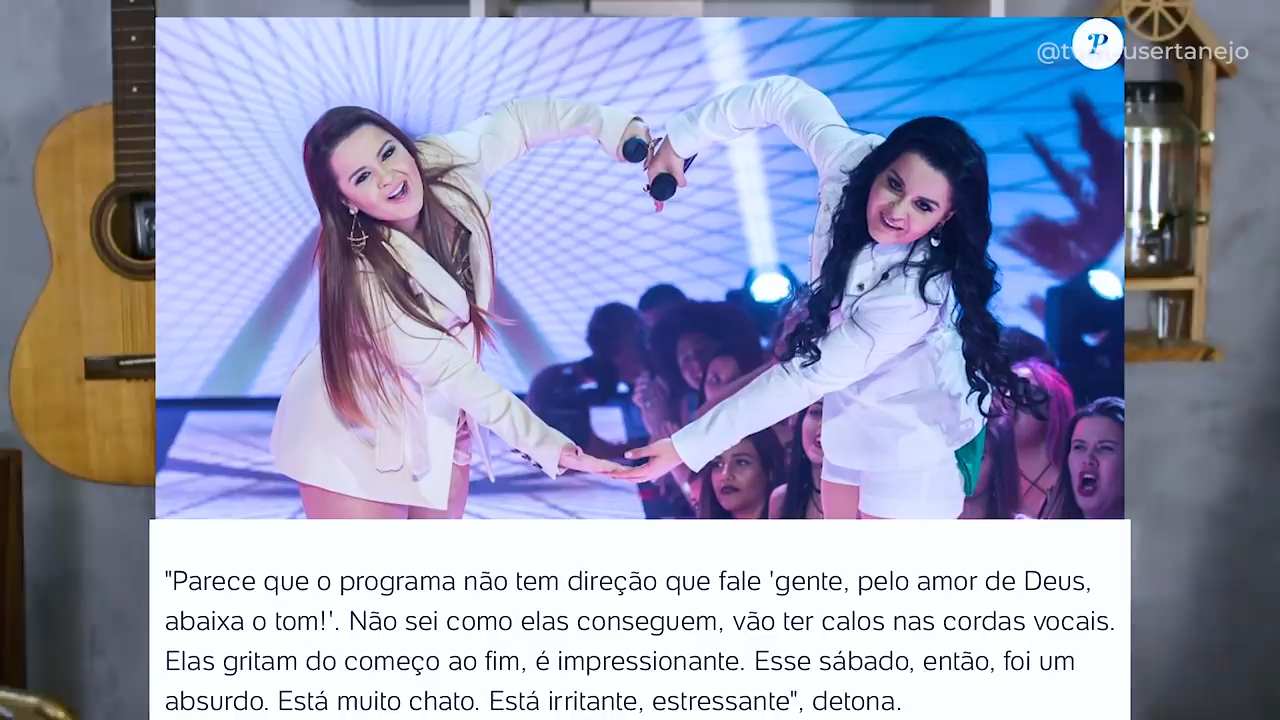 "Parece que o programa não tem direção que fale 'gente, pelo amor de Deus,
abaixa o tom!'. Não sei como elas conseguem, vão ter calos nas cordas vocais.
Elas gritam do começo ao fim, é impressionante. Esse sábado, então, foi um
absurdo. Está muito chato. Está irritante, estressante", detona.